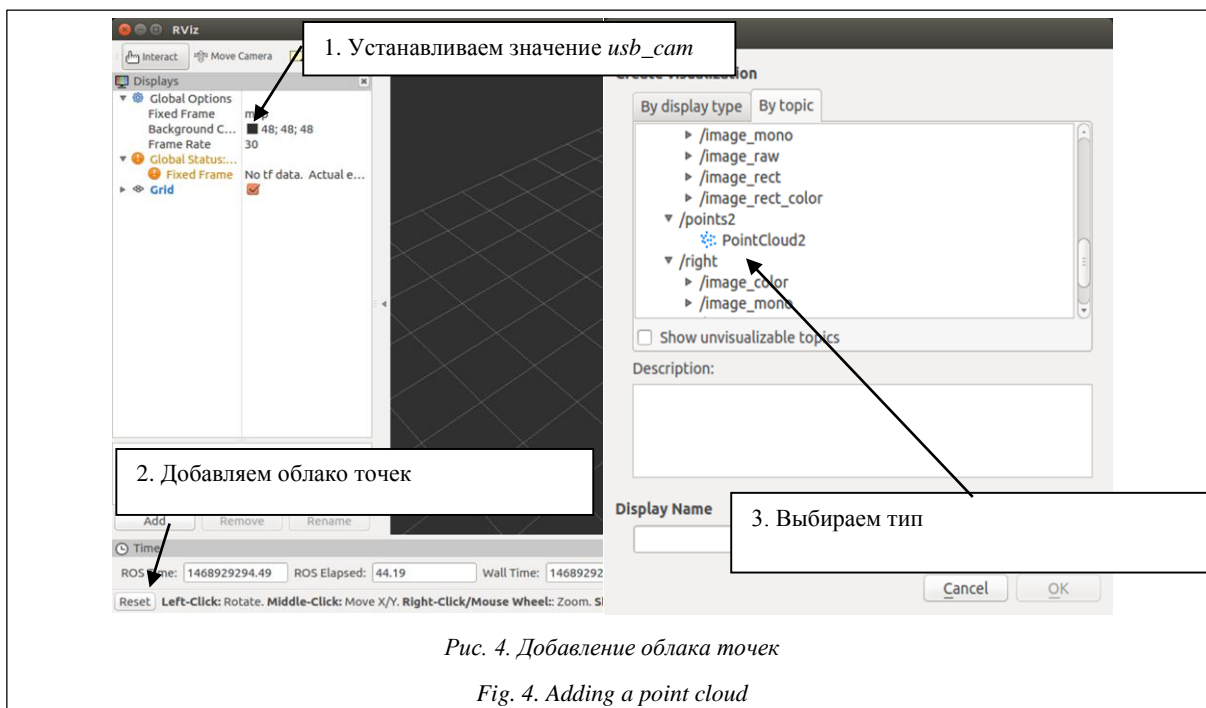 RViz
Interact
Move Camera
1. Устанавливаем значение usb_cam
Displays
Global Options
Fixed Frame
Background C... 48; 48; 48
Frame Rate 30
Global Status:...
Fixed Frame No tf data. Actual e...
Grid
2. Добавляем облако точек
Add Remove Rename
Time
ROS Time: 1468929294.49 ROS Elapsed: 44.19 Wall Time: 14689292
Reset Left-Click: Rotate. Middle-Click: Move X/Y. Right-Click/Mouse Wheel:: Zoom.
By display type By topic
/image_mono
/image_raw
/image_rect
/image_rect_color
/points2
PointCloud2
/right
/image_color
/image_mono
Show unvisualizable topics
Description:
Display Name
3. Выбираем тип
Cancel OK
Рис. 4. Добавление облака точек
Fig. 4. Adding a point cloud